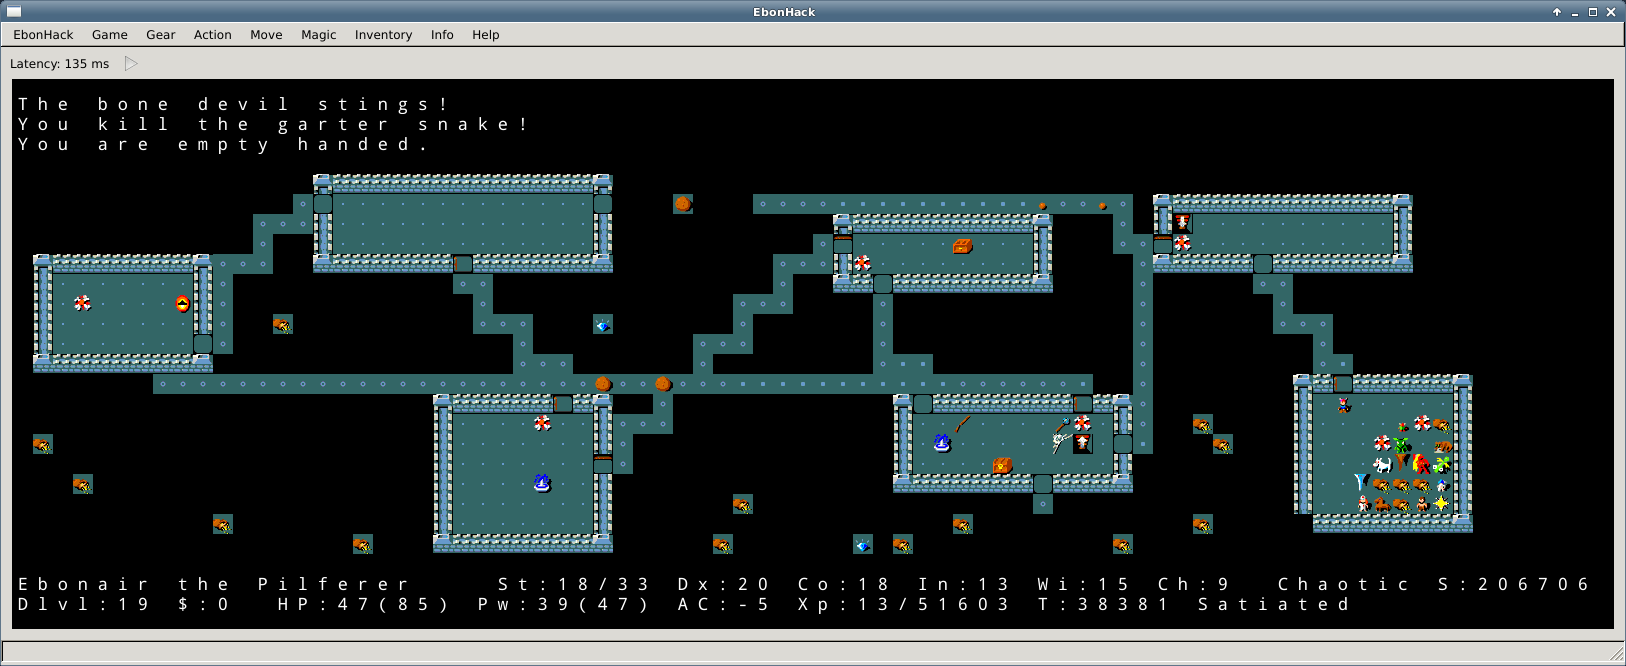 EbonHack
EbonHack Game Gear Action Move Magic Inventory Info Help
Latency: 135 ms
The bone devil stings!
You kill the garter snake!
You are empty handed.
Ebonair the Pilferer St:18/33 Dx:20 Co:18 In:13 Wi:15 Ch:9 Chaotic S:206706
Dlvl:19 $:0 HP:47(85) Pw:39(47) AC:-5 Xp:13/51603 T:38381 Satiated